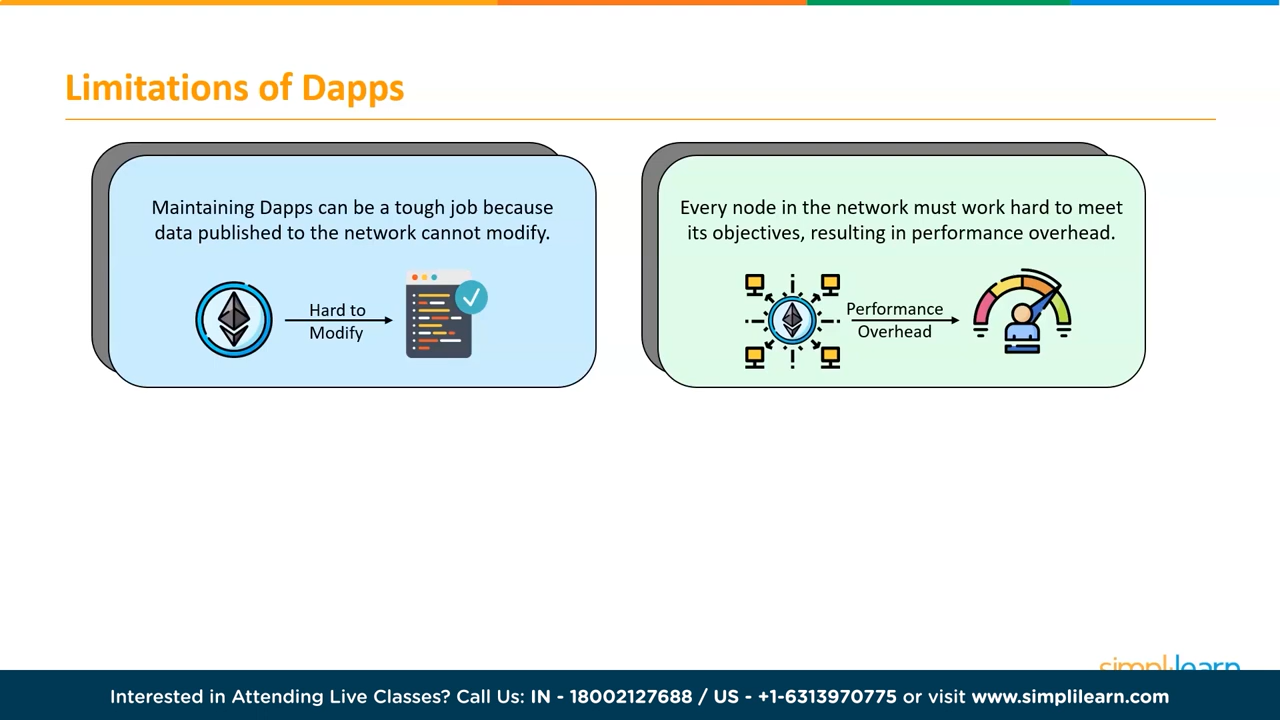 Limitations of Dapps
Maintaining Dapps can be a tough job because
data published to the network cannot modify.
Hard to
Modify
Every node in the network must work hard to meet
its objectives, resulting in performance overhead.
Performance
Overhead
simplilearn
Interested in Attending Live Classes? Call Us: IN - 18002127688 / US - +1-6313970775 or visit www.simplilearn.com